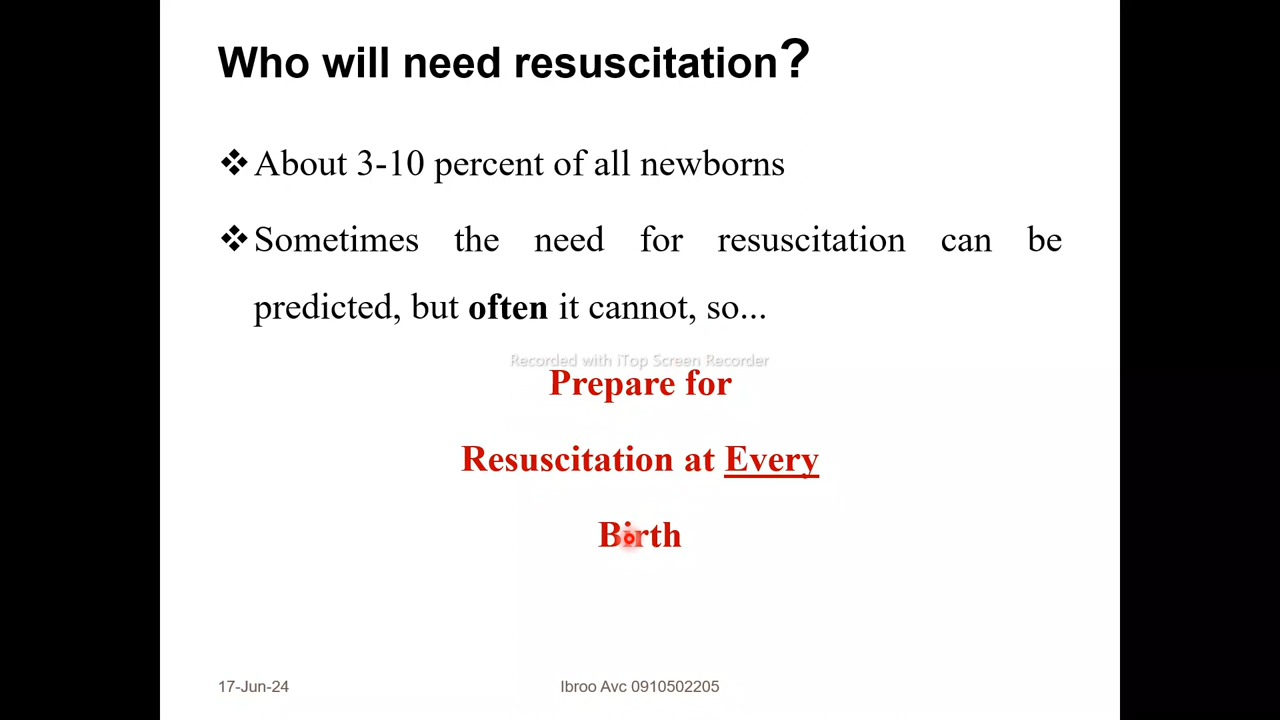 Who will need resuscitation?
❖About 3-10 percent of all newborns
❖Sometimes the need for resuscitation can be
predicted, but often it cannot, so...
Recorded with iTop Screen Recorder
Prepare for
Resuscitation at Every
Birth
17-Jun-24
Ibroo Avc 0910502205